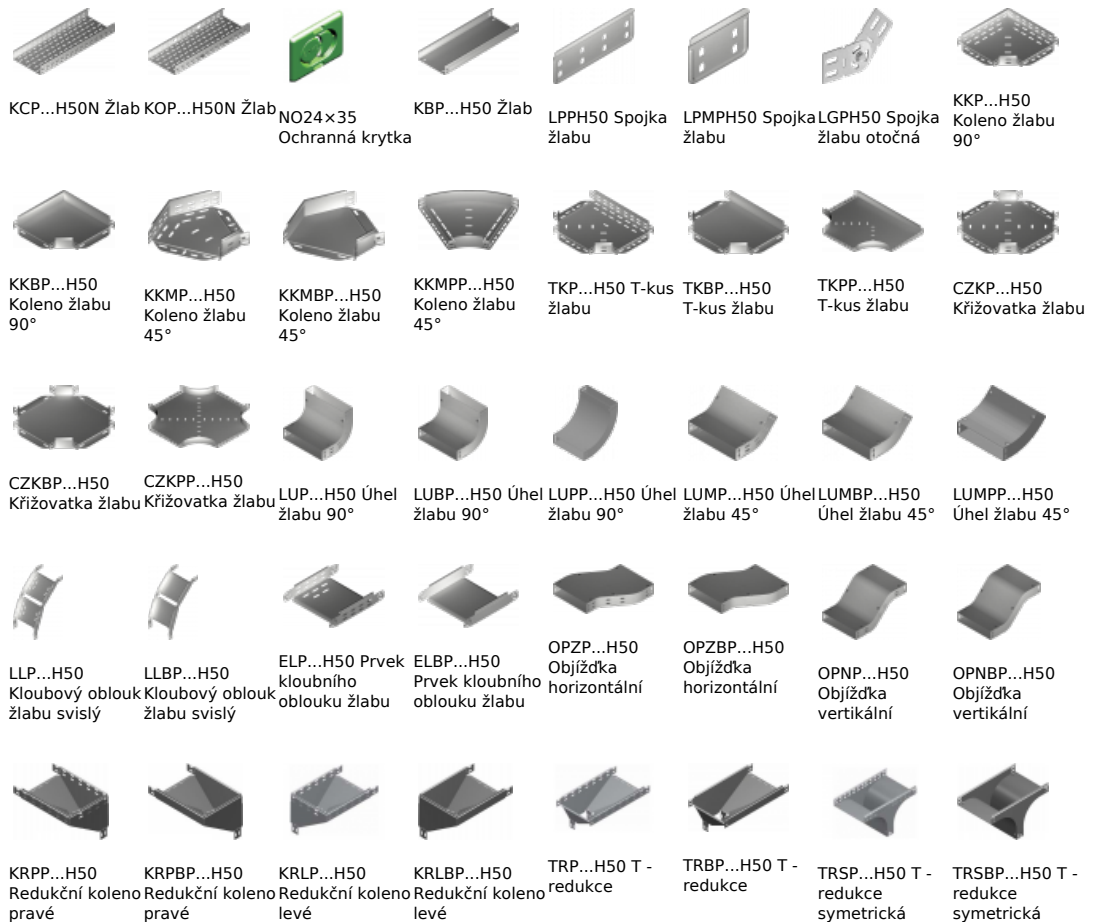 KCP...H50N Žlab
KOP...H50N Žlab
NO24×35
Ochranná krytka
KBP...H50 Žlab
LPPH50 Spojka
žlabu
LPMPH50 Spojka
žlabu
LGPH50 Spojka
žlabu otočná
KKP...H50
Koleno žlabu
90°
KKBP...H50
Koleno žlabu
90°
KKMP...H50
Koleno žlabu
45°
KKMBP...H50
Koleno žlabu
45°
KKMPP...H50
Koleno žlabu
45°
TKP...H50 T-kus
žlabu
TKBP...H50
T-kus žlabu
TKPP...H50
T-kus žlabu
CZKP...H50
Křižovatka žlabu
CZKBP...H50
Křižovatka žlabu
CZKPP...H50
Křižovatka žlabu
LUP...H50 Úhel
žlabu 90°
LUBP...H50 Úhel
žlabu 90°
LUPP...H50 Úhel
žlabu 90°
LUMP...H50 Úhel
žlabu 45°
LUMBP...H50
Úhel žlabu 45°
LUMPP...H50
Úhel žlabu 45°
LLP...H50
Kloubový oblouk
žlabu svislý
LLBP...H50
Kloubový oblouk
žlabu svislý
ELP...H50 Prvek
kloubního
oblouku žlabu
ELBP...H50
Prvek kloubního
oblouku žlabu
OPZP...H50
Objížďka
horizontální
OPZBP...H50
Objížďka
horizontální
OPNP...H50
Objížďka
vertikální
OPNBP...H50
Objížďka
vertikální
KRPP...H50
Redukční koleno
pravé
KRPBP...H50
Redukční koleno
pravé
KRLP...H50
Redukční koleno
levé
KRLBP...H50
Redukční koleno
levé
TRP...H50 T -
redukce
TRBP...H50 T -
redukce
TRSP...H50 T -
redukce
symetrická
TRSBP...H50 T -
redukce
symetrická